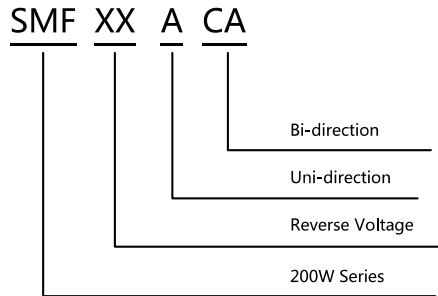 SMF XX A CA
Bi-direction
Uni-direction
Reverse Voltage
200W Series